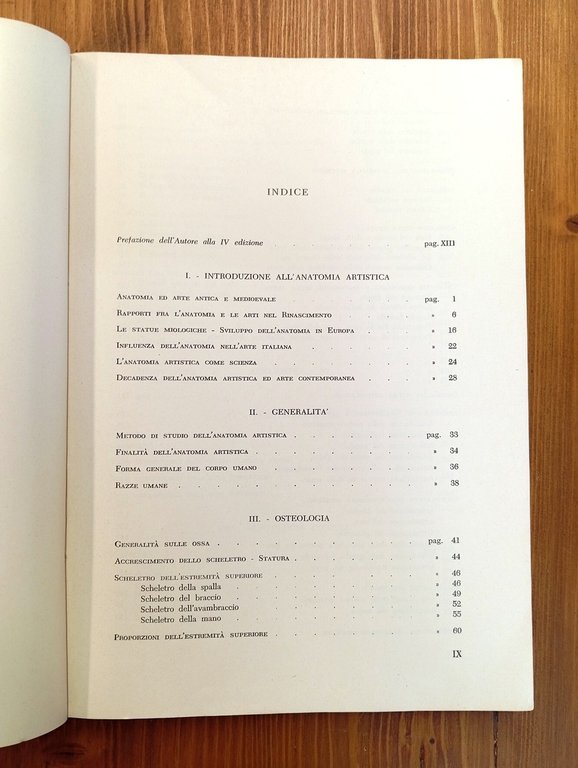 INDICE
Prefazione dell'Autore alla IV edizione . . . . . . . pag. XIII
I. - INTRODUZIONE ALL'ANATOMIA ARTISTICA
Anatomia ed arte antica e medioevale . . . . pag. 1
Rapporti fra l'anatomia e le arti nel Rinascimento . . » 6
Le statue miologiche - Sviluppo dell'anatomia in Europa . . . » 16
Influenza dell'anatomia nell'arte italiana . . . . » 22
L'anatomia artistica come scienza . . . . . » 24
Decadenza dell'anatomia artistica ed arte contemporanea . . . » 28
II. - GENERALITA'
Metodo di studio dell'anatomia artistica . . . . . . pag. 33
Finalità dell'anatomia artistica . . . . . . . » 34
Forma generale del corpo umano . . . . . . » 36
Razze umane . . . . . . . . . » 38
III. - OSTEOLOGIA
Generalità sulle ossa . . . . . . . . pag. 41
Accrescimento dello scheletro - Statura . . . . . . » 44
Scheletro dell'estremità superiore . . . . . . » 46
Scheletro della spalla . . . . . . . » 46
Scheletro del braccio . . . . . . . » 49
Scheletro dell'avambraccio . . . . . . » 52
Scheletro della mano . . . . . . . » 55
Proporzioni dell'estremità superiore . . . . . . » 60
IX